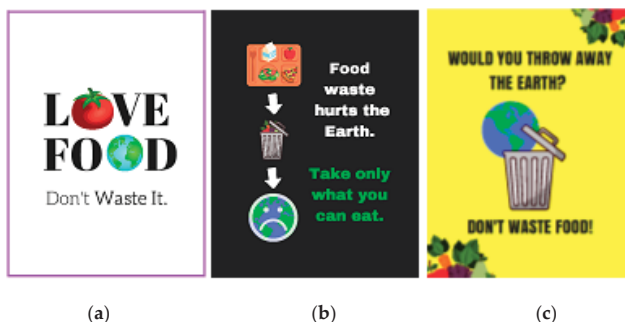 LOVE
FOOD
Don't Waste It.
Food
waste
hurts the
Earth.
Take only
what you
can eat.
WOULD YOU THROW AWAY
THE EARTH?
DON'T WASTE FOOD!
(a)
(b)
(c)